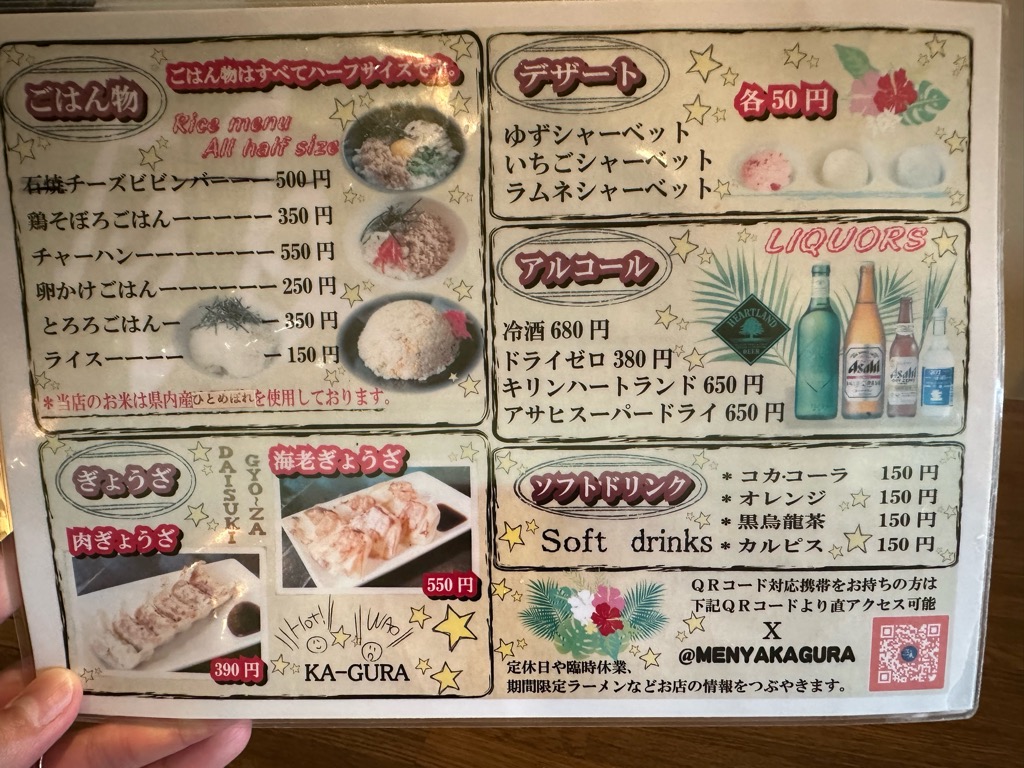 ごはん物
ごはん物はすべてハーフサイズです。
Rice menu
All half size
石焼チーズビビンバーーー500円
鶏そぼろごはんーーーーーー350円
チャーハンーーーーーーーー550円
卵かけごはんーーーーーーー250円
とろろごはんーー350円
ライスーーーーー150円
*当店のお米は県内産ひとめぼれを使用しております。
ぎょうざ
DAISUKI
GYO-ZA
海老ぎょうざ
550円
肉ぎょうざ
390円
Hot!
WAO
KA-GURA
デザート
各50円
ゆずシャーベット
いちごシャーベット
ラムネシャーベット
アルコール
LIQUORS
冷酒 680円
ドライゼロ 380円
キリンハートランド 650円
アサヒスーパードライ 650円
HEARTLAND
BEER
Asahi
Asahi
ソフトドリンク
Soft drinks
*コカ・コーラ 150円
*オレンジ 150円
*黒烏龍茶 150円
*カルピス 150円
QRコード対応携帯をお持ちの方は
下記QRコードより直アクセス可能
X
@MENYAKAGURA
定休日や臨時休業、
期間限定ラーメンなどお店の情報をつぶやきます。